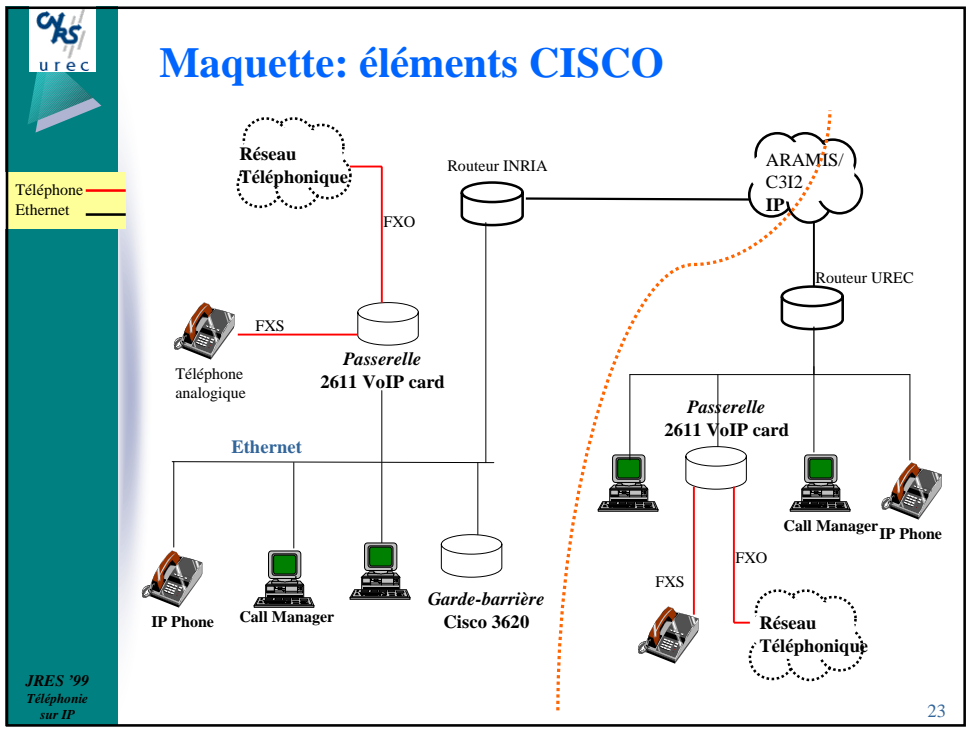 CNRS
urec
Maquette: éléments CISCO
Téléphone
Ethernet
Réseau
Téléphonique
FXO
Routeur INRIA
ARAMIS/
C3I2
IP
Routeur UREC
FXS
Téléphone
analogique
Passerelle
2611 VoIP card
Ethernet
Passerelle
2611 VoIP card
IP Phone
Call Manager
Garde-barrière
Cisco 3620
Call Manager
IP Phone
FXS
FXO
Réseau
Téléphonique
JRES '99
Téléphonie
sur IP
23